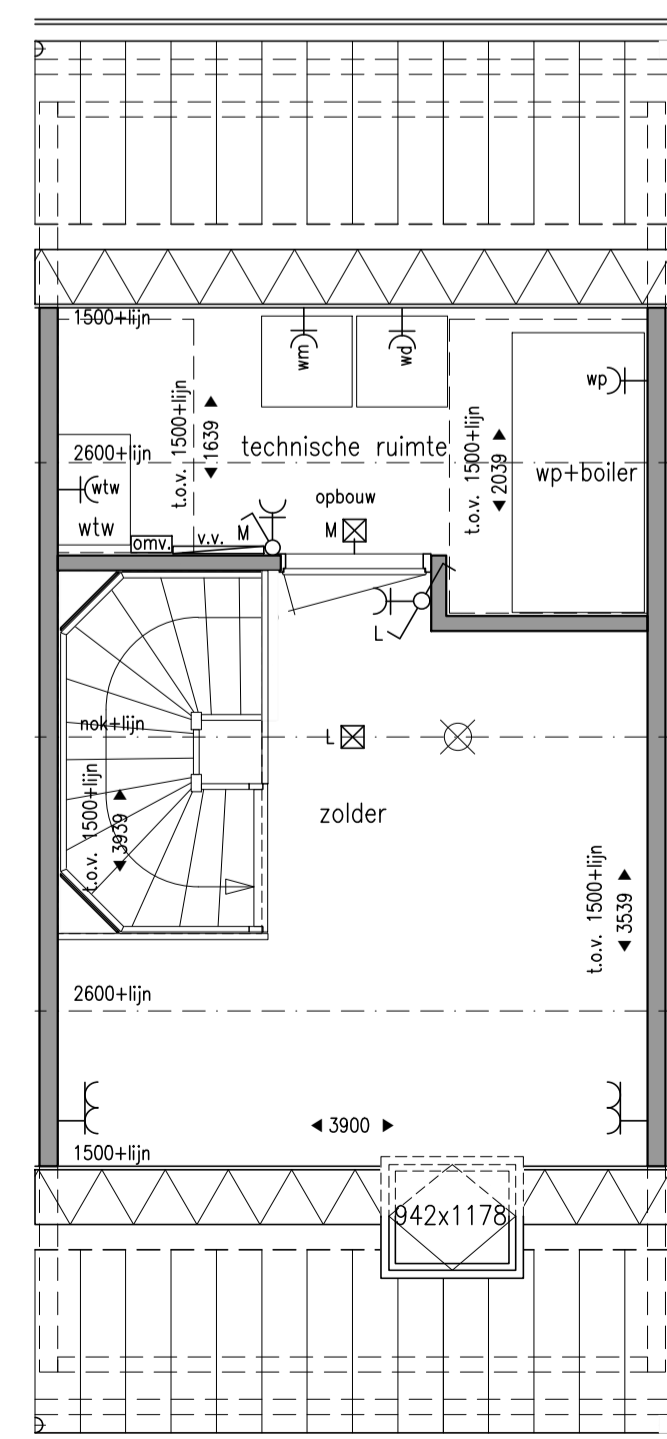 1500+lijn
wm
wd
wp
t.o.v. 1500+lijn
1639
technische ruimte
t.o.v. 1500+lijn
2039
wp+boiler
2600+lijn
wtw
wtw
opbouw
omv.
v.v.
M
M
L
nok+lijn
L
zolder
t.o.v. 1500+lijn
3939
t.o.v. 1500+lijn
3539
2600+lijn
3900
1500+lijn
942x1178